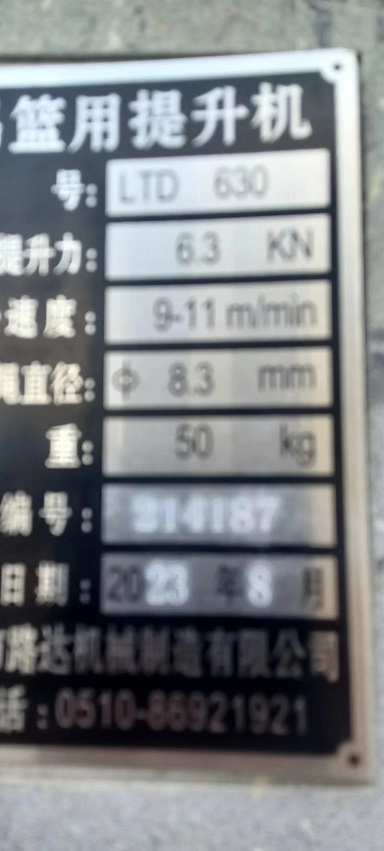 篮用提升机
号: LTD 630
提升力: 6.3 KN
速度: 9-11 m/min
绳直径: ф 8.3 mm
重: 50 kg
编号: 214187
日期: 2023 年 8 月
路达机械制造有限公司
话:0510-86921921